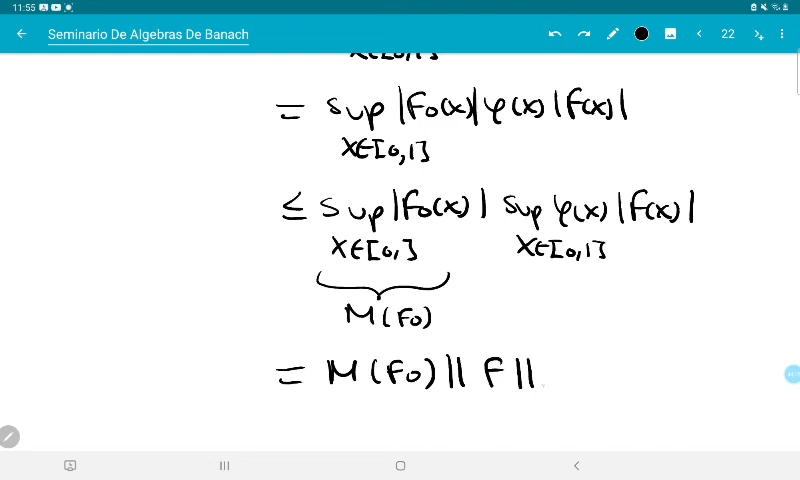 11:55
Seminario De Algebras De Banach
22
X∈[0,1]
= sup |f₀(x)| φ(x) |f(x)|
X∈[0,1]
≤ sup |f₀(x)| sup φ(x) |f(x)|
X∈[0,] X∈[0,1]
M(f₀)
= M(f₀) || f ||